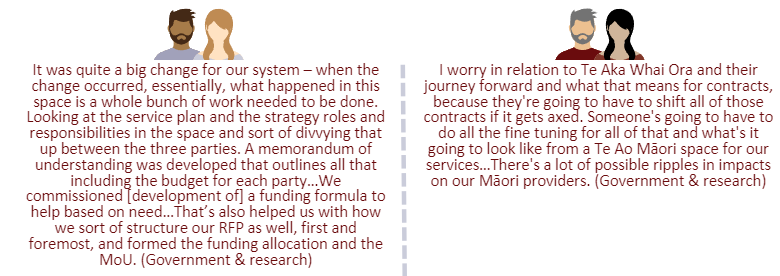 It was quite a big change for our system – when the
change occurred, essentially, what happened in this
space is a whole bunch of work needed to be done.
Looking at the service plan and the strategy roles and
responsibilities in the space and sort of divvying that
up between the three parties. A memorandum of
understanding was developed that outlines all that
including the budget for each party...We
commissioned [development of] a funding formula to
help based on need...That’s also helped us with how
we sort of structure our RFP as well, first and
foremost, and formed the funding allocation and the
MoU. (Government & research)
I worry in relation to Te Aka Whai Ora and their
journey forward and what that means for contracts,
because they're going to have to shift all of those
contracts if it gets axed. Someone's going to have to
do all the fine tuning for all of that and what's it
going to look like from a Te Ao Māori space for our
services...There's a lot of possible ripples in impacts
on our Māori providers. (Government & research)